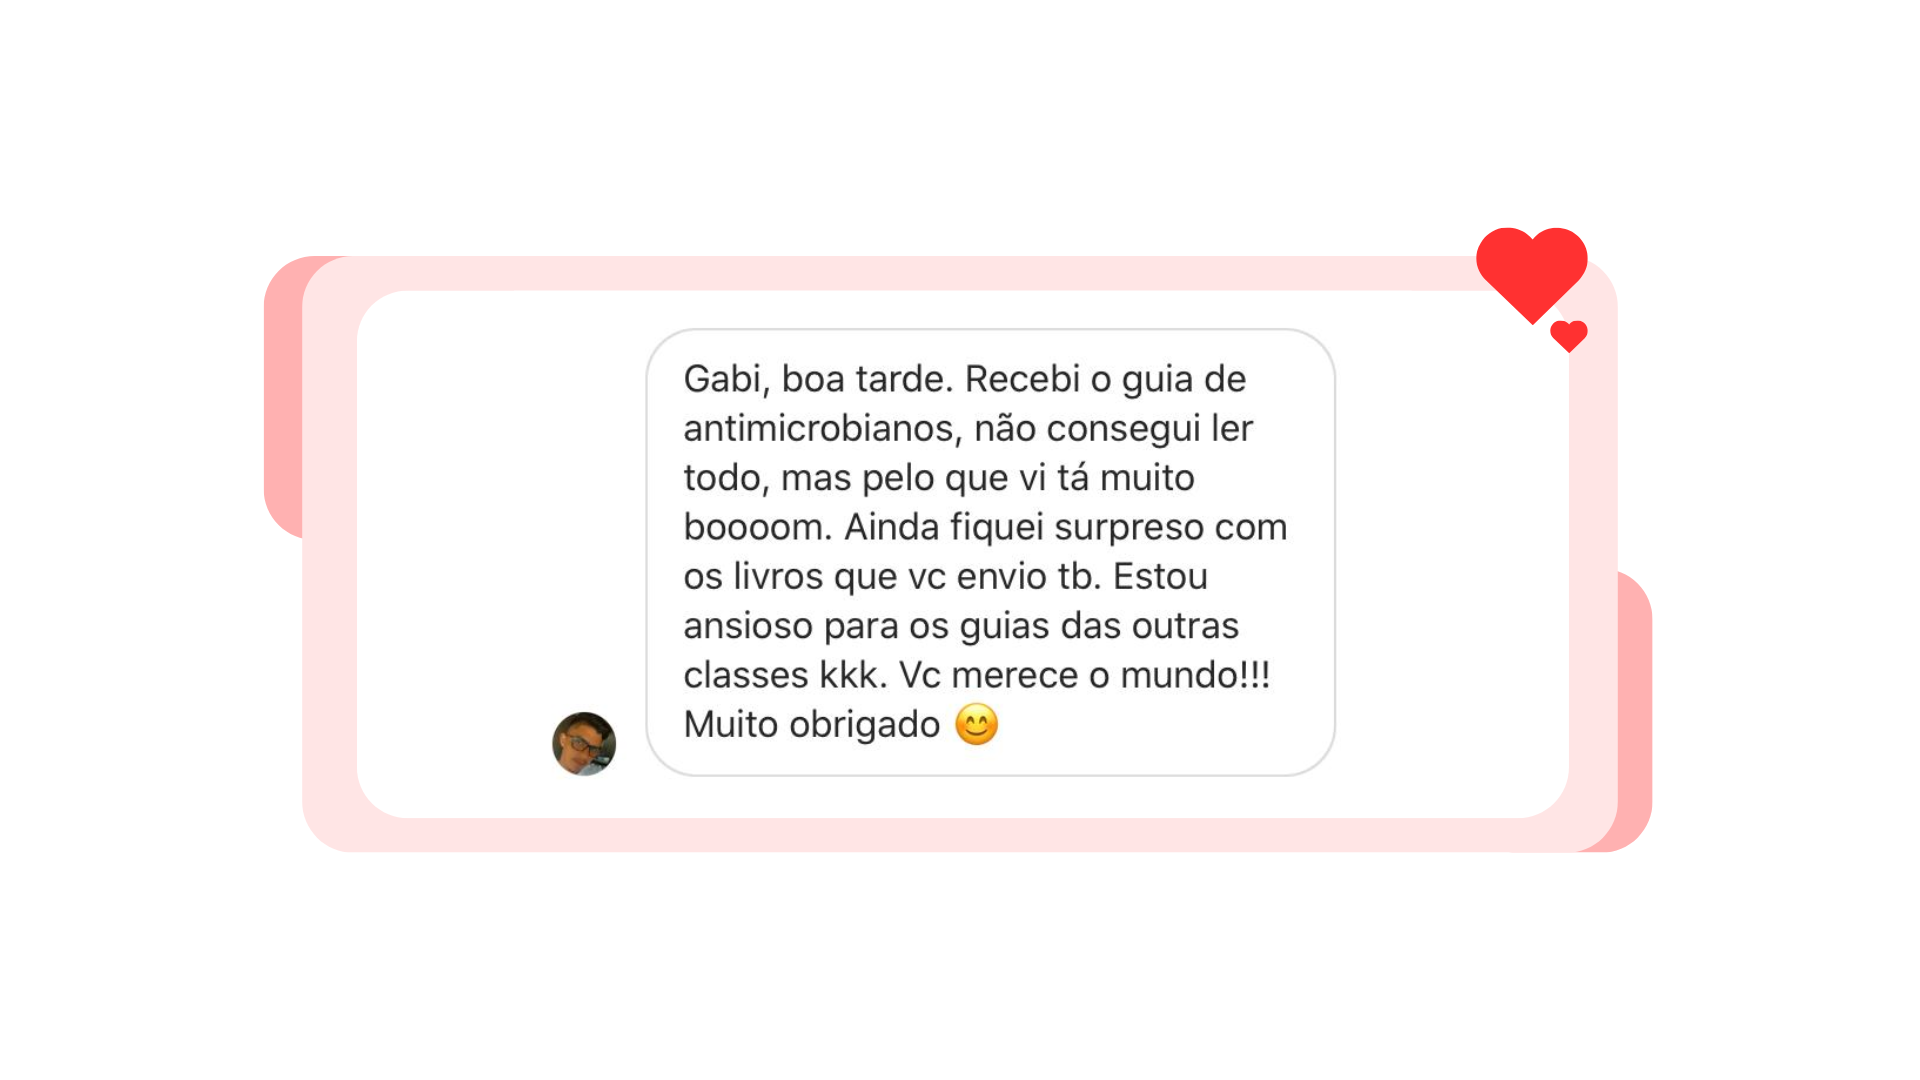 Gabi, boa tarde. Recebi o guia de
antimicrobianos, não consegui ler
todo, mas pelo que vi tá muito
boooom. Ainda fiquei surpreso com
os livros que vc envio tb. Estou
ansioso para os guias das outras
classes kkk. Vc merece o mundo!!!
Muito obrigado 😊